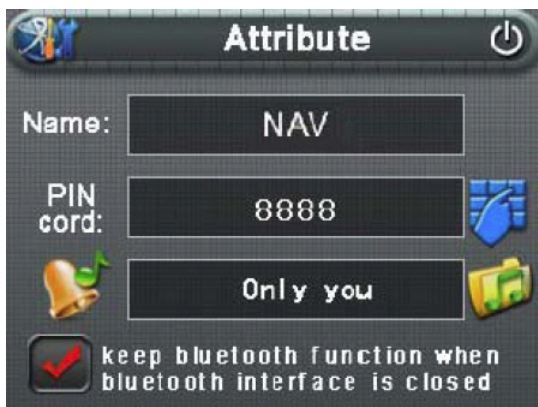 Attribute
Name: NAV
PIN
cord: 8888
Only you
keep bluetooth function when
bluetooth interface is closed